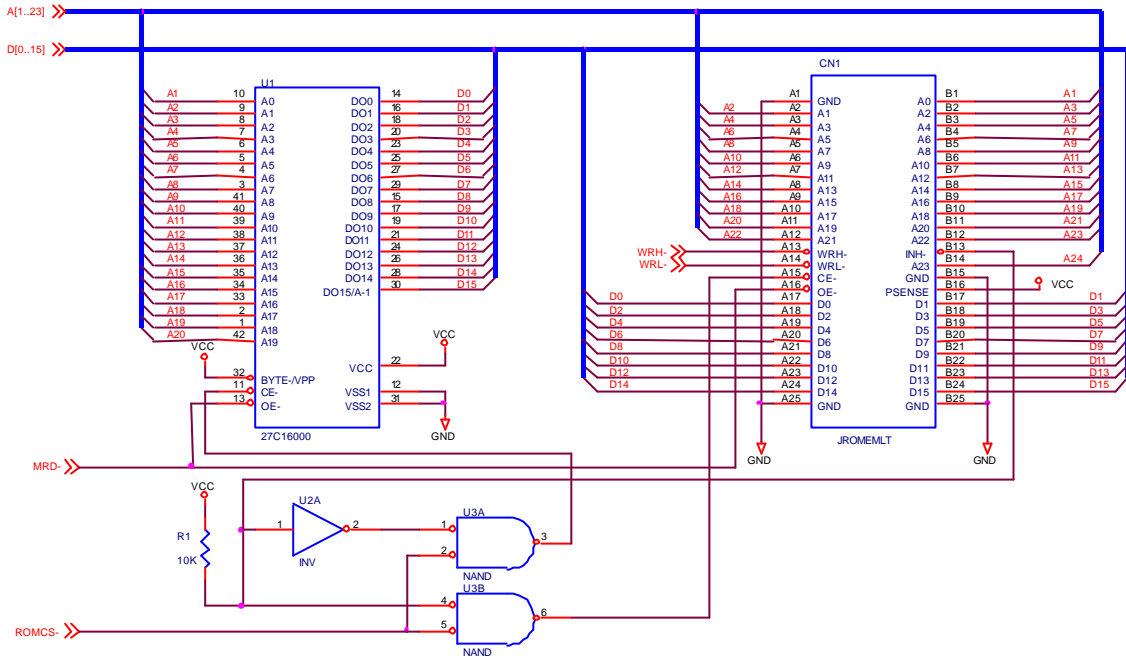 A[1..23]
D[0..15]
U1
A1 10 A0 DO0 14 D0
A2 9 A1 DO1 16 D1
A3 8 A2 DO2 18 D2
A4 7 A3 DO3 20 D3
A5 6 A4 DO4 23 D4
A6 5 A5 DO5 25 D5
A7 4 A6 DO6 27 D6
A8 3 A7 DO7 29 D7
A9 41 A8 DO8 15 D8
A10 40 A9 DO9 17 D9
A11 39 A10 DO10 19 D10
A12 38 A11 DO11 21 D11
A13 37 A12 DO12 24 D12
A14 36 A13 DO13 26 D13
A15 35 A14 DO14 28 D14
A16 34 A15 DO15/A-1 30 D15
A17 33 A16
A18 2 A17
A19 1 A18
A20 42 A19
VCC
VCC
VCC 22
32 BYTE-/VPP
11 CE- VSS1 12
13 OE- VSS2 31
GND
27C16000
CN1
A1 GND A0 B1 A1
A2 A2 A1 A2 B2 A3
A4 A3 A3 A4 B3 A5
A6 A4 A5 A6 B4 A7
A8 A5 A7 A8 B5 A9
A10 A6 A9 A10 B6 A11
A12 A7 A11 A12 B7 A13
A14 A8 A13 A14 B8 A15
A16 A9 A15 A16 B9 A17
A18 A10 A17 A18 B10 A19
A20 A11 A19 A20 B11 A21
A22 A12 A21 A22 B12 A23
WRH- A13 WRH- INH- B13
WRL- A14 WRL- A23 B14 A24
A15 CE- GND B15
A16 OE- PSENSE B16 VCC
D0 A17 D0 D1 B17 D1
D2 A18 D2 D3 B18 D3
D4 A19 D4 D5 B19 D5
D6 A20 D6 D7 B20 D7
D8 A21 D8 D9 B21 D9
D10 A22 D10 D11 B22 D11
D12 A23 D12 D13 B23 D13
D14 A24 D14 D15 B24 D15
A25 GND GND B25
JROMEMLT
GND
GND
MRD-
VCC
R1
10K
U2A
1 2
INV
U3A
1
2
3
NAND
U3B
4
5
6
NAND
ROMCS-